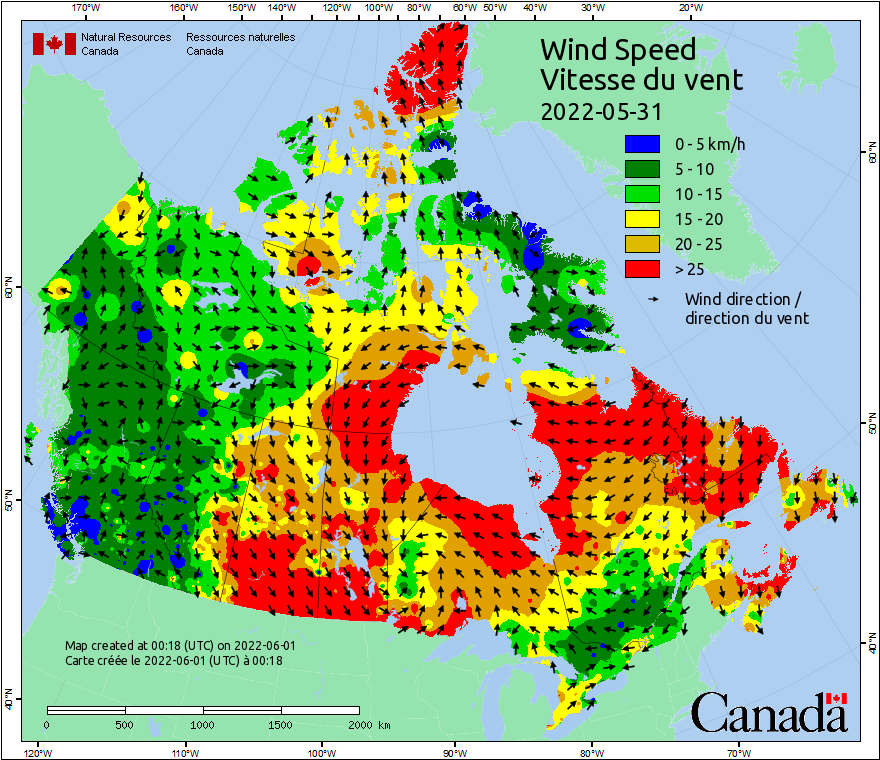 170°W 160°W 150°W 140°W 120°W 100°W 80°W 60°W 50°W 40°W 30°W 20°W
Natural Resources Ressources naturelles
Canada Canada
Wind Speed
Vitesse du vent
2022-05-31
0 - 5 km/h
5 - 10
10 - 15
15 - 20
20 - 25
> 25
Wind direction /
direction du vent
60°N 60°N
50°N 50°N
40°N 40°N
Map created at 00:18 (UTC) on 2022-06-01
Carte créée le 2022-06-01 (UTC) à 00:18
0 500 1000 1500 2000 km
Canada
120°W 110°W 100°W 90°W 80°W 70°W